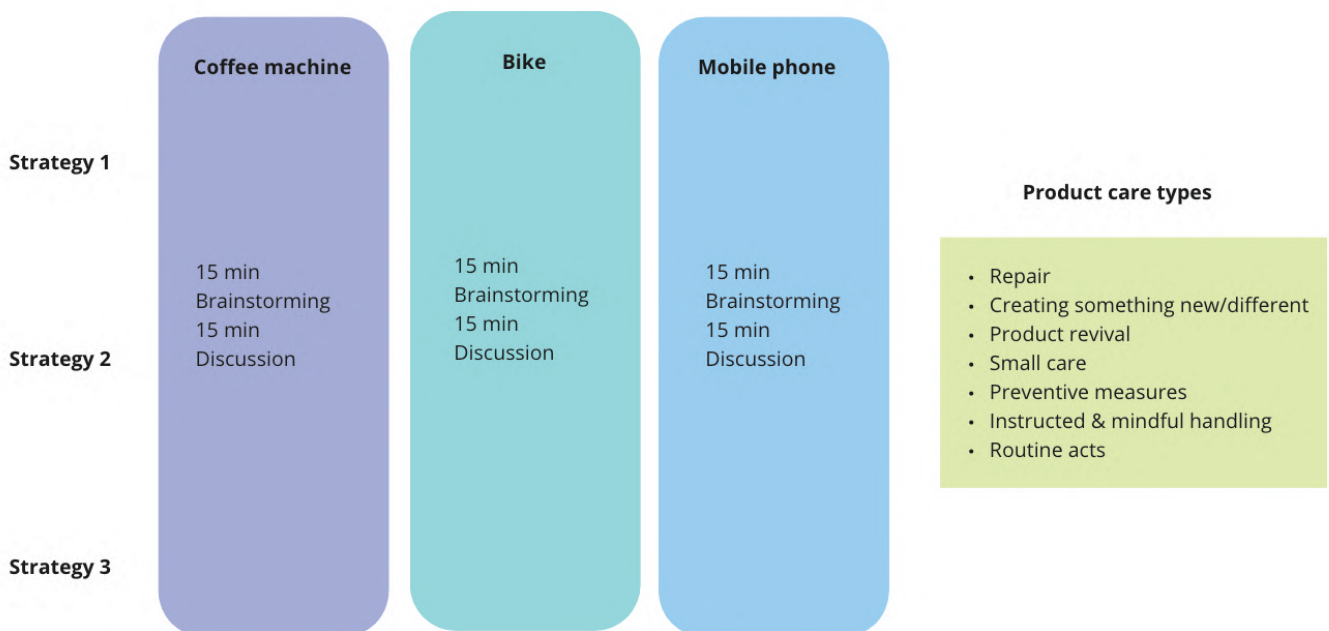 Coffee machine
Bike
Mobile phone
Strategy 1
Strategy 2
Strategy 3
15 min
Brainstorming
15 min
Discussion
15 min
Brainstorming
15 min
Discussion
15 min
Brainstorming
15 min
Discussion
Product care types
• Repair
• Creating something new/different
• Product revival
• Small care
• Preventive measures
• Instructed & mindful handling
• Routine acts